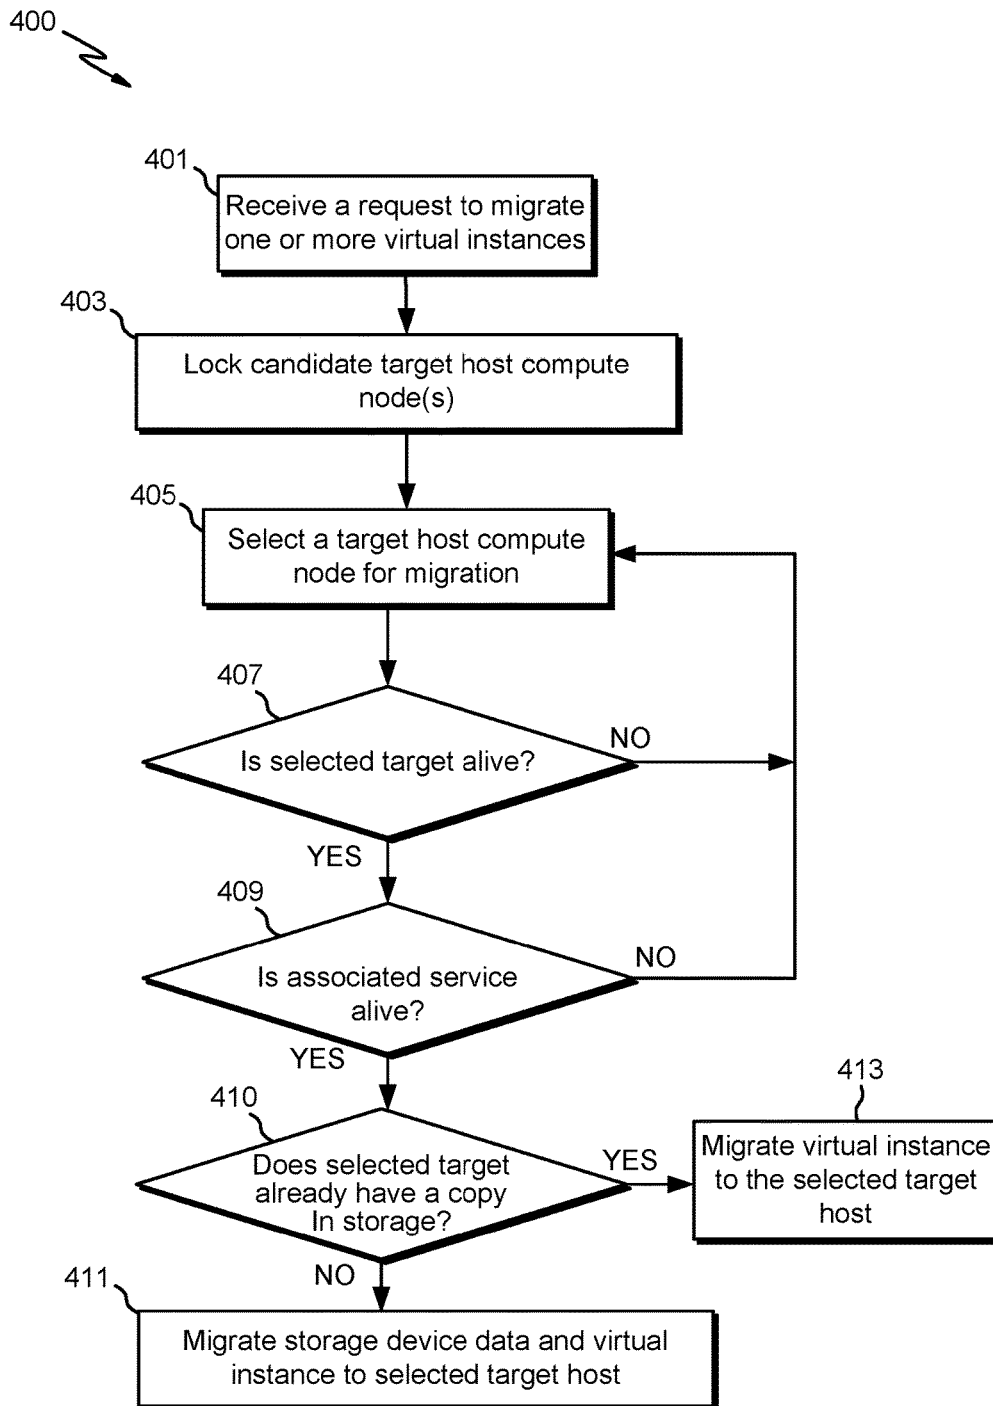 400
401
Receive a request to migrate
one or more virtual instances
403
Lock candidate target host compute
node(s)
405
Select a target host compute
node for migration
407
Is selected target alive?
NO
YES
409
Is associated service
alive?
NO
YES
410
Does selected target
already have a copy
In storage?
YES
413
Migrate virtual instance
to the selected target
host
NO
411
Migrate storage device data and virtual
instance to selected target host